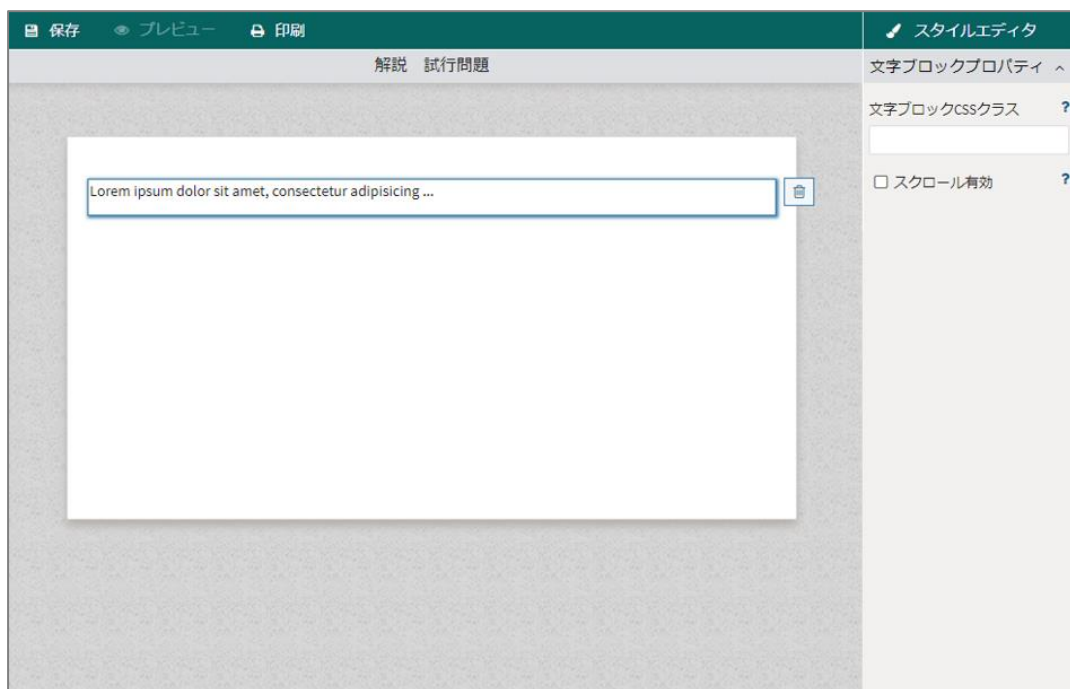 保存 プレビュー 印刷 スタイルエディタ
解説 試行問題
文字ブロックプロパティ
文字ブロックCSSクラス ?
Lorem ipsum dolor sit amet, consectetur adipisicing ...
スクロール有効 ?